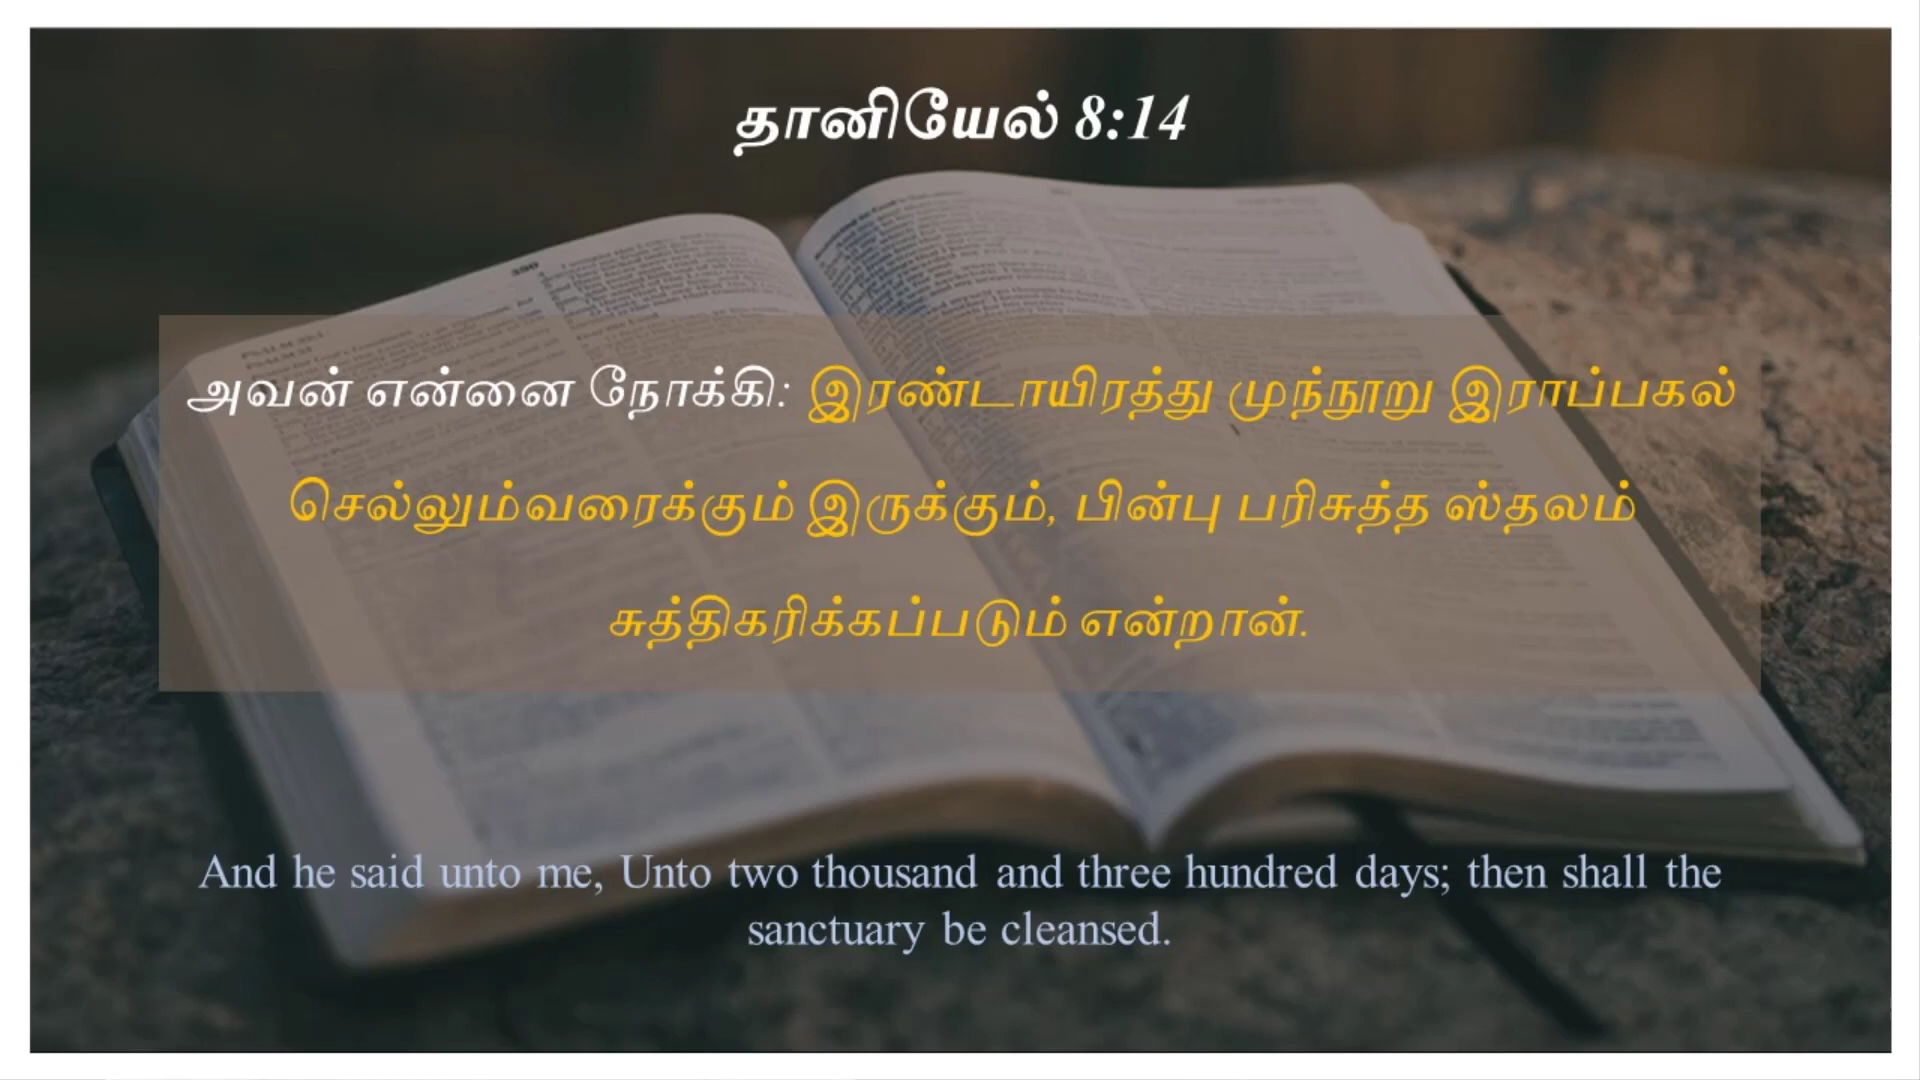 தானியேல் 8:14
அவன் என்னை நோக்கி: இரண்டாயிரத்து முந்நூறு இராப்பகல்
செல்லும்வரைக்கும் இருக்கும், பின்பு பரிசுத்த ஸ்தலம்
சுத்திகரிக்கப்படும் என்றான்.
And he said unto me, Unto two thousand and three hundred days; then shall the
sanctuary be cleansed.